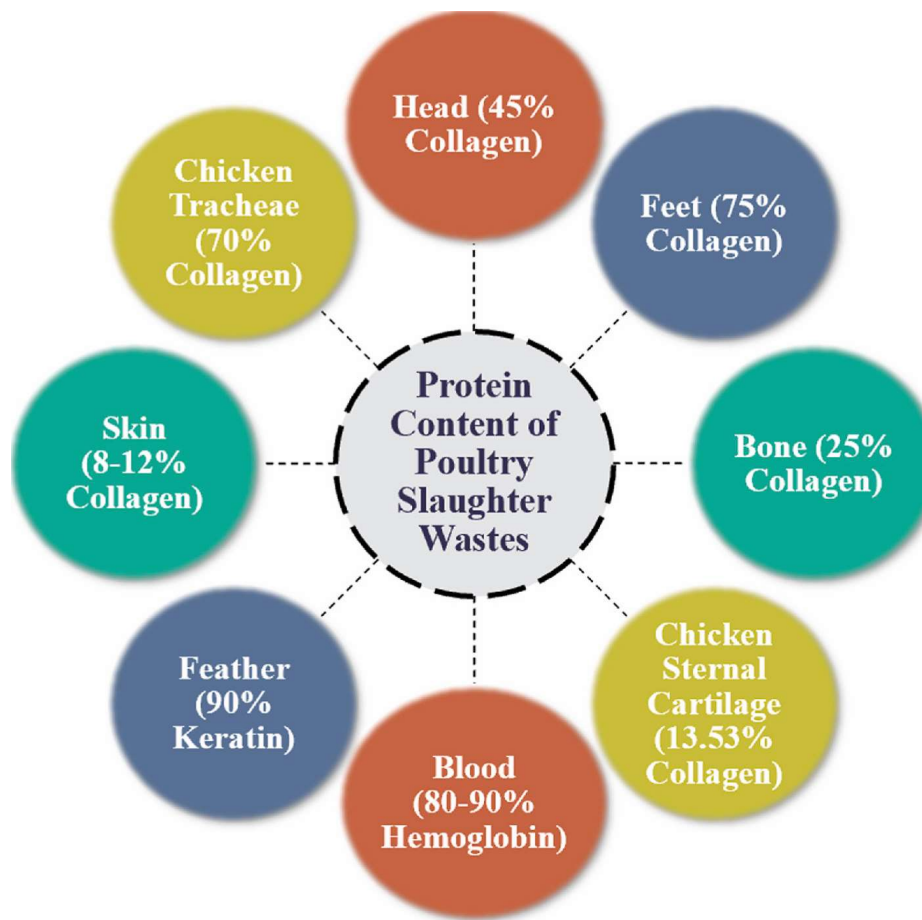 Protein
Content of
Poultry
Slaughter
Wastes
Head (45%
Collagen)
Feet (75%
Collagen)
Bone (25%
Collagen)
Chicken
Sternal
Cartilage
(13.53%
Collagen)
Blood
(80-90%
Hemoglobin)
Feather
(90%
Keratin)
Skin
(8-12%
Collagen)
Chicken
Tracheae
(70%
Collagen)